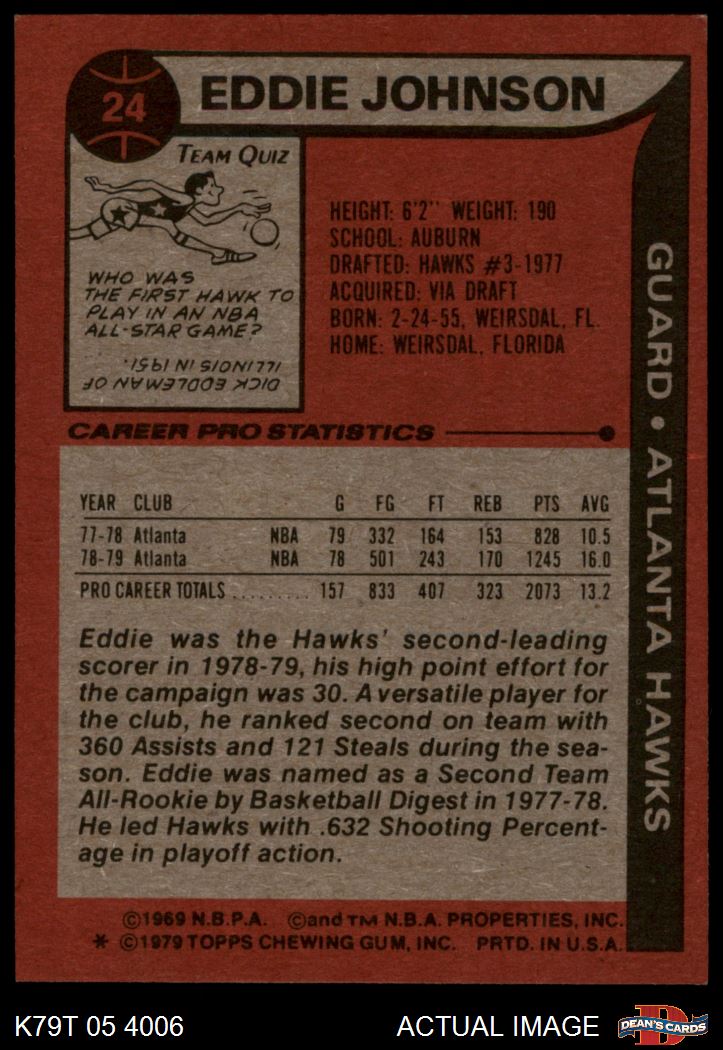 24
EDDIE JOHNSON
TEAM QUIZ
WHO WAS
THE FIRST HAWK TO
PLAY IN AN NBA
ALL-STAR GAME?
DICK EDDLEMAN OF
ILLINOIS IN 1951.
HEIGHT: 6'2" WEIGHT: 190
SCHOOL: AUBURN
DRAFTED: HAWKS #3-1977
ACQUIRED: VIA DRAFT
BORN: 2-24-55, WEIRSDAL, FL.
HOME: WEIRSDAL, FLORIDA
GUARD • ATLANTA HAWKS
CAREER PRO STATISTICS
YEAR CLUB G FG FT REB PTS AVG
77-78 Atlanta NBA 79 332 164 153 828 10.5
78-79 Atlanta NBA 78 501 243 170 1245 16.0
PRO CAREER TOTALS ......... 157 833 407 323 2073 13.2
Eddie was the Hawks' second-leading
scorer in 1978-79, his high point effort for
the campaign was 30. A versatile player for
the club, he ranked second on team with
360 Assists and 121 Steals during the sea-
son. Eddie was named as a Second Team
All-Rookie by Basketball Digest in 1977-78.
He led Hawks with .632 Shooting Percent-
age in playoff action.
©1969 N.B.P.A. ©and TM N.B.A. PROPERTIES, INC.
* ©1979 TOPPS CHEWING GUM, INC. PRTD. IN U.S.A.
K79T 05 4006
ACTUAL IMAGE
D
DEAN'S CARDS